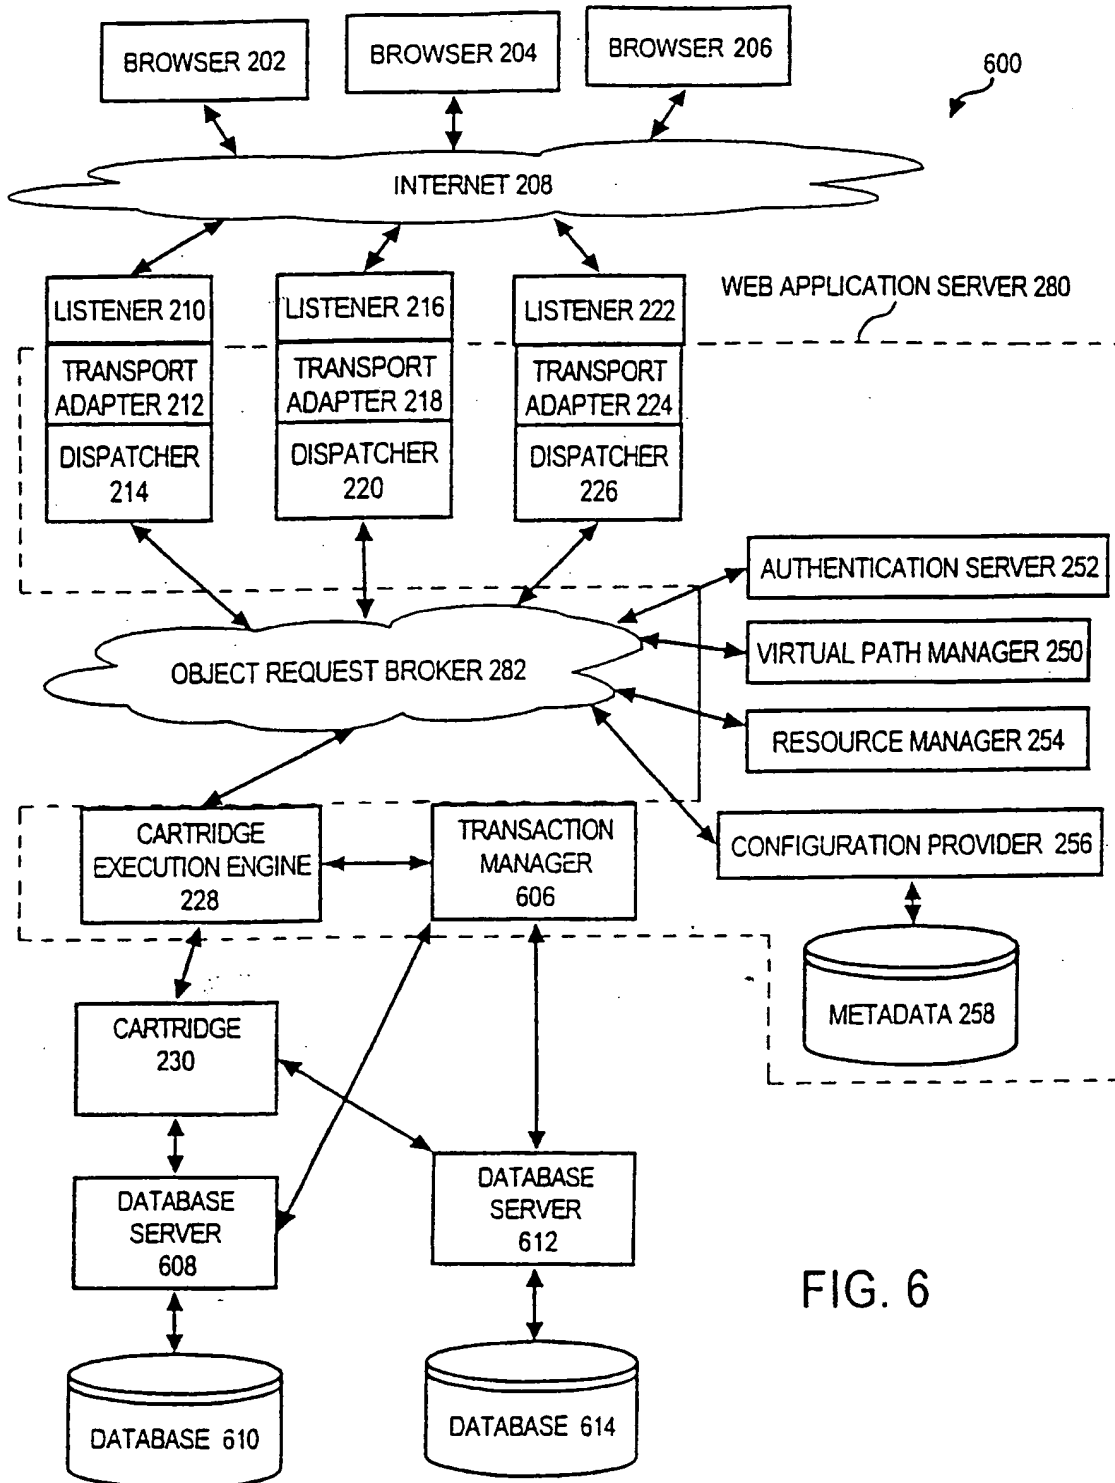 BROWSER 202
BROWSER 204
BROWSER 206
600
INTERNET 208
WEB APPLICATION SERVER 280
LISTENER 210
LISTENER 216
LISTENER 222
TRANSPORT
ADAPTER 212
TRANSPORT
ADAPTER 218
TRANSPORT
ADAPTER 224
DISPATCHER
214
DISPATCHER
220
DISPATCHER
226
AUTHENTICATION SERVER 252
VIRTUAL PATH MANAGER 250
OBJECT REQUEST BROKER 282
RESOURCE MANAGER 254
CARTRIDGE
EXECUTION ENGINE
228
TRANSACTION
MANAGER
606
CONFIGURATION PROVIDER 256
METADATA 258
CARTRIDGE
230
DATABASE
SERVER
608
DATABASE
SERVER
612
FIG. 6
DATABASE 610
DATABASE 614